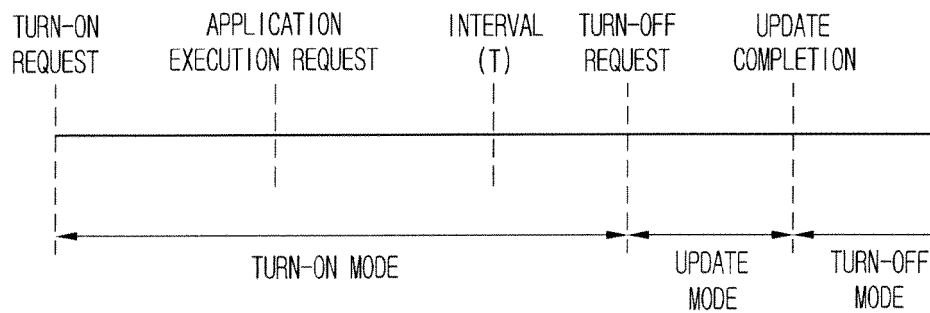 TURN-ON
REQUEST
APPLICATION
EXECUTION REQUEST
INTERVAL
(T)
TURN-OFF
REQUEST
UPDATE
COMPLETION
TURN-ON MODE
UPDATE
MODE
TURN-OFF
MODE